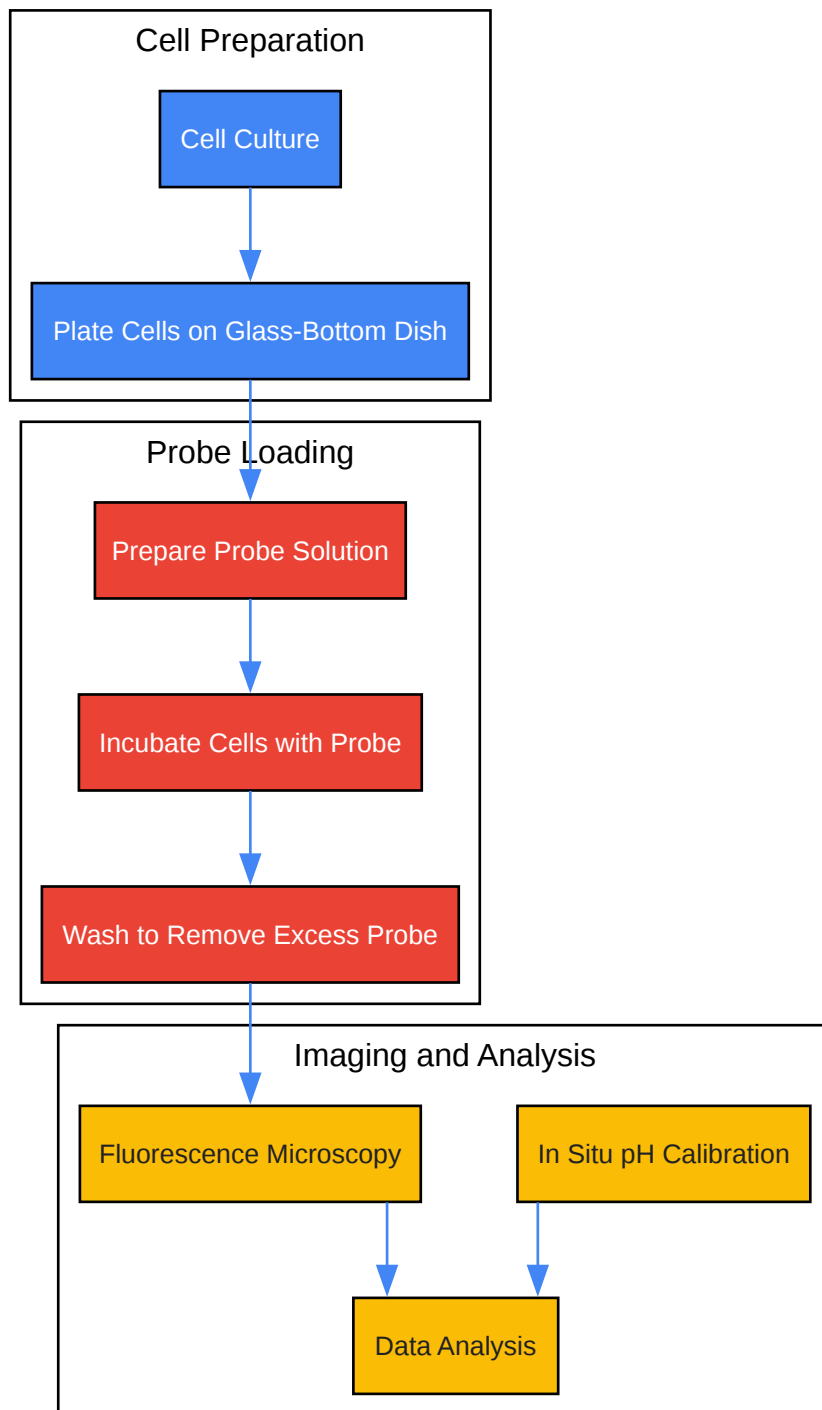 Cell Preparation
Cell Culture
Plate Cells on Glass-Bottom Dish
Probe Loading
Prepare Probe Solution
Incubate Cells with Probe
Wash to Remove Excess Probe
Imaging and Analysis
Fluorescence Microscopy
In Situ pH Calibration
Data Analysis